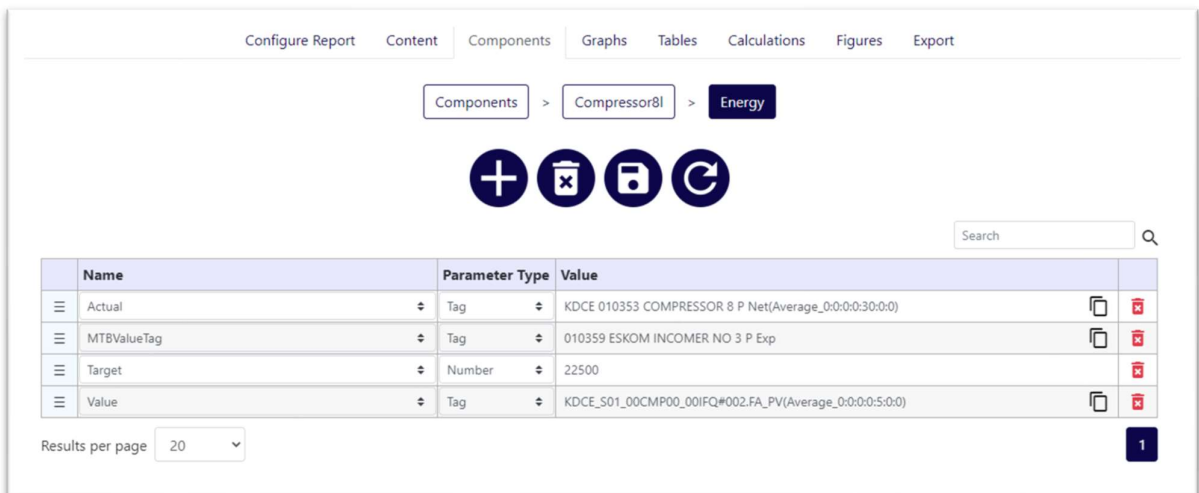 Configure Report Content Components Graphs Tables Calculations Figures Export
Components > Compressor8l > Energy
Search
Name Parameter Type Value
Actual Tag KDCE 010353 COMPRESSOR 8 P Net(Average_0:0:0:0:30:0:0)
MTBValueTag Tag 010359 ESKOM INCOMER NO 3 P Exp
Target Number 22500
Value Tag KDCE_S01_00CMP00_00IFQ#002.FA_PV(Average_0:0:0:0:5:0:0)
Results per page 20 1